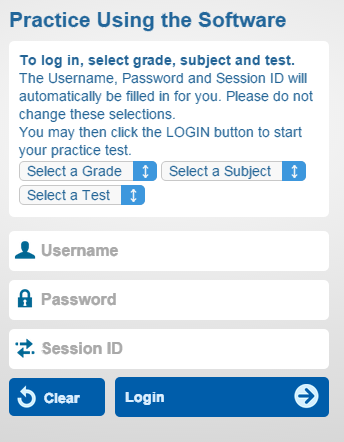 Practice Using the Software
To log in, select grade, subject and test.
The Username, Password and Session ID will
automatically be filled in for you. Please do not
change these selections.
You may then click the LOGIN button to start
your practice test.
Select a Grade Select a Subject
Select a Test
Username
Password
Session ID
Clear Login